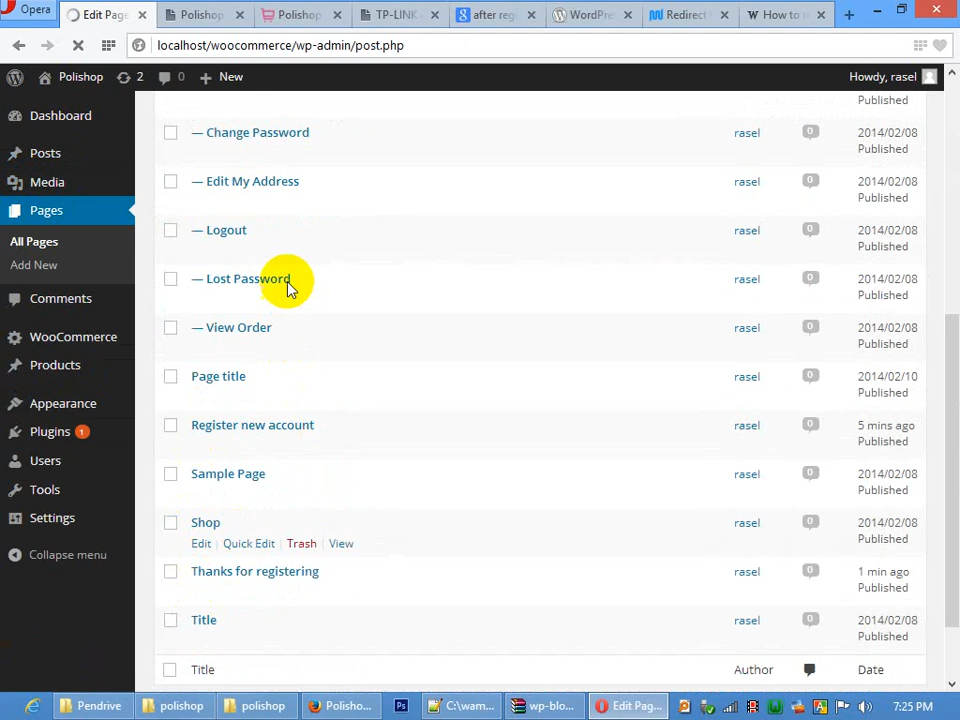 Opera
Edit Page
Polishop
Polishop
TP-LINK
after reg
WordPre
Redirect
How to r
localhost/woocommerce/wp-admin/post.php
Polishop 2 0 New
Howdy, rasel
Dashboard
Posts
Media
Pages
All Pages
Add New
Comments
WooCommerce
Products
Appearance
Plugins 1
Users
Tools
Settings
Collapse menu
Published
— Change Password rasel 0 2014/02/08
Published
— Edit My Address rasel 0 2014/02/08
Published
— Logout rasel 0 2014/02/08
Published
— Lost Password rasel 0 2014/02/08
Published
— View Order rasel 0 2014/02/08
Published
Page title rasel 0 2014/02/10
Published
Register new account rasel 0 5 mins ago
Published
Sample Page rasel 0 2014/02/08
Published
Shop rasel 0 2014/02/08
Edit | Quick Edit | Trash | View Published
Thanks for registering rasel 0 1 min ago
Published
Title rasel 0 2014/02/08
Published
Title Author Date
Pendrive polishop polishop Polisho... Ps C:\wam... wp-blo... Edit Pag... 7:25 PM